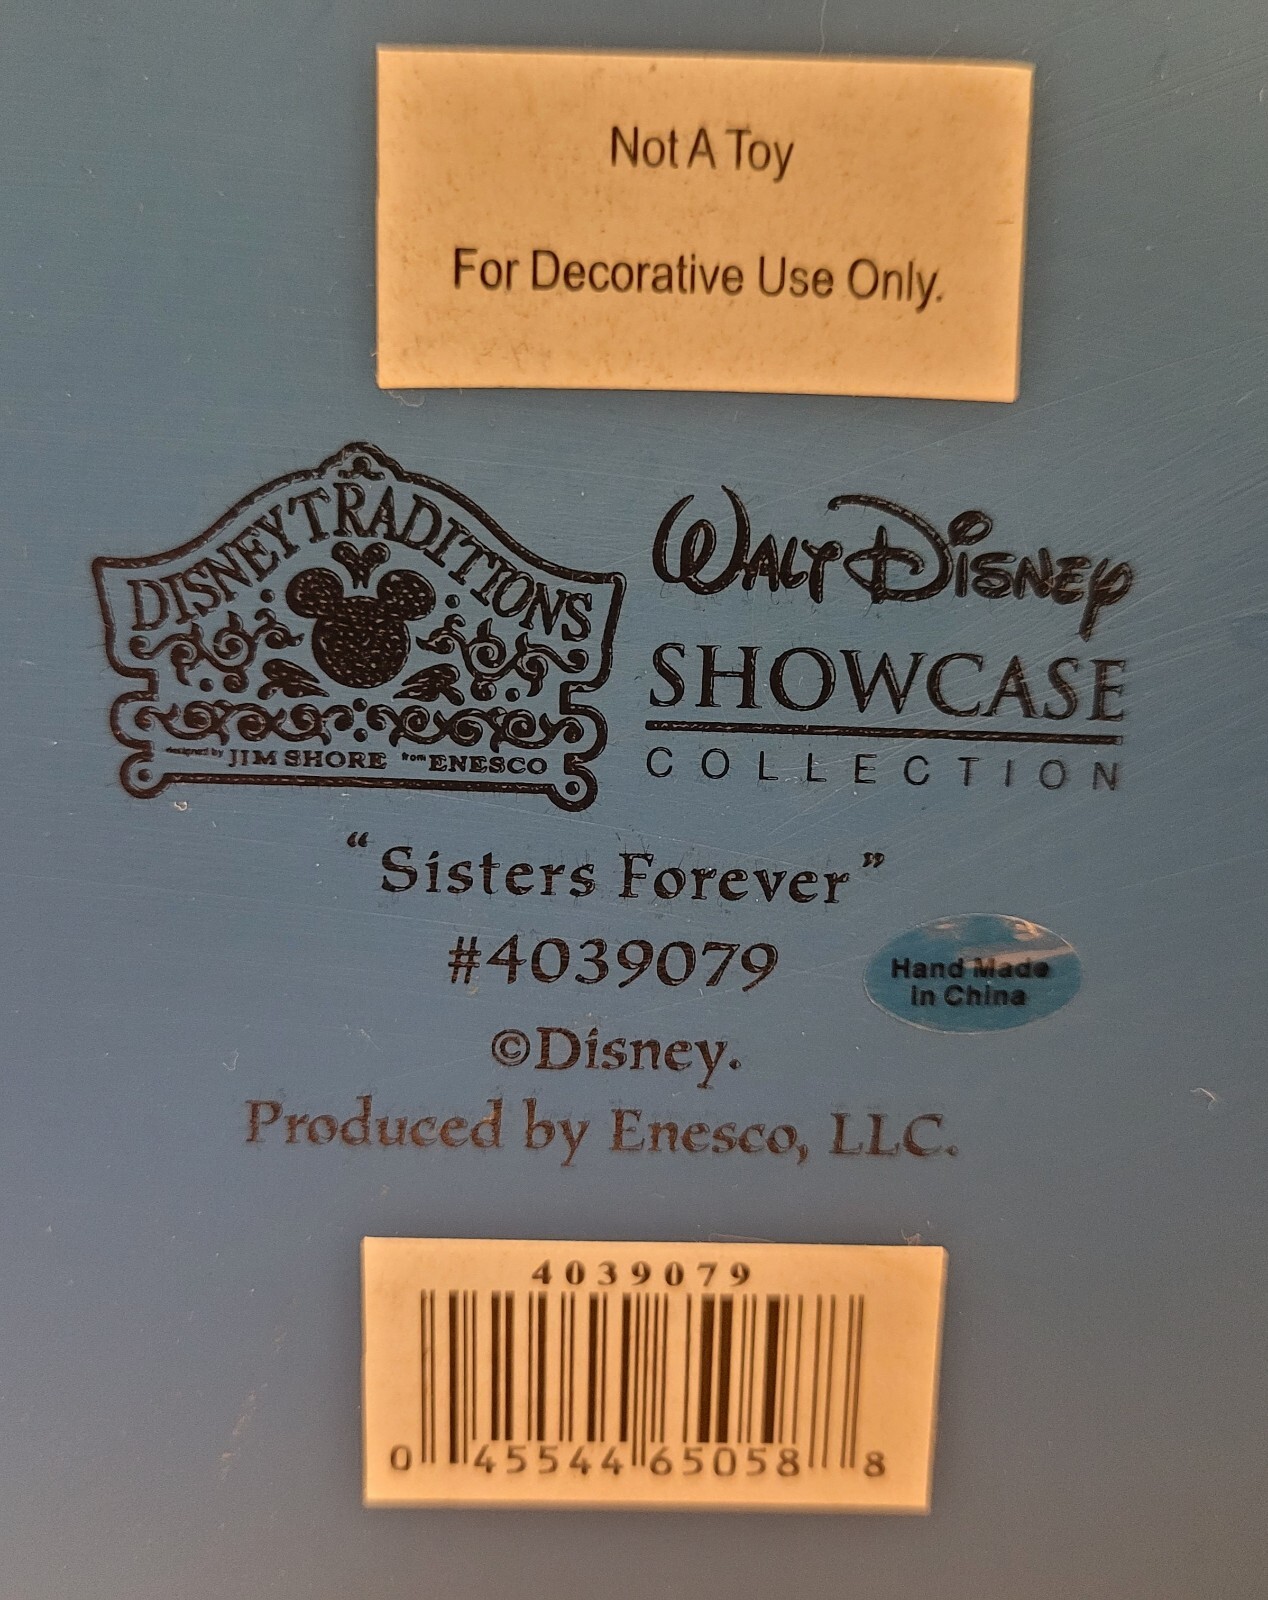 Not A Toy
For Decorative Use Only.
DISNEY TRADITIONS
designed by JIM SHORE from ENESCO
WALT DISNEY
SHOWCASE
COLLECTION
“Sisters Forever”
#4039079
Hand Made
In China
©Disney.
Produced by Enesco, LLC.
4039079
0 45544 65058 8